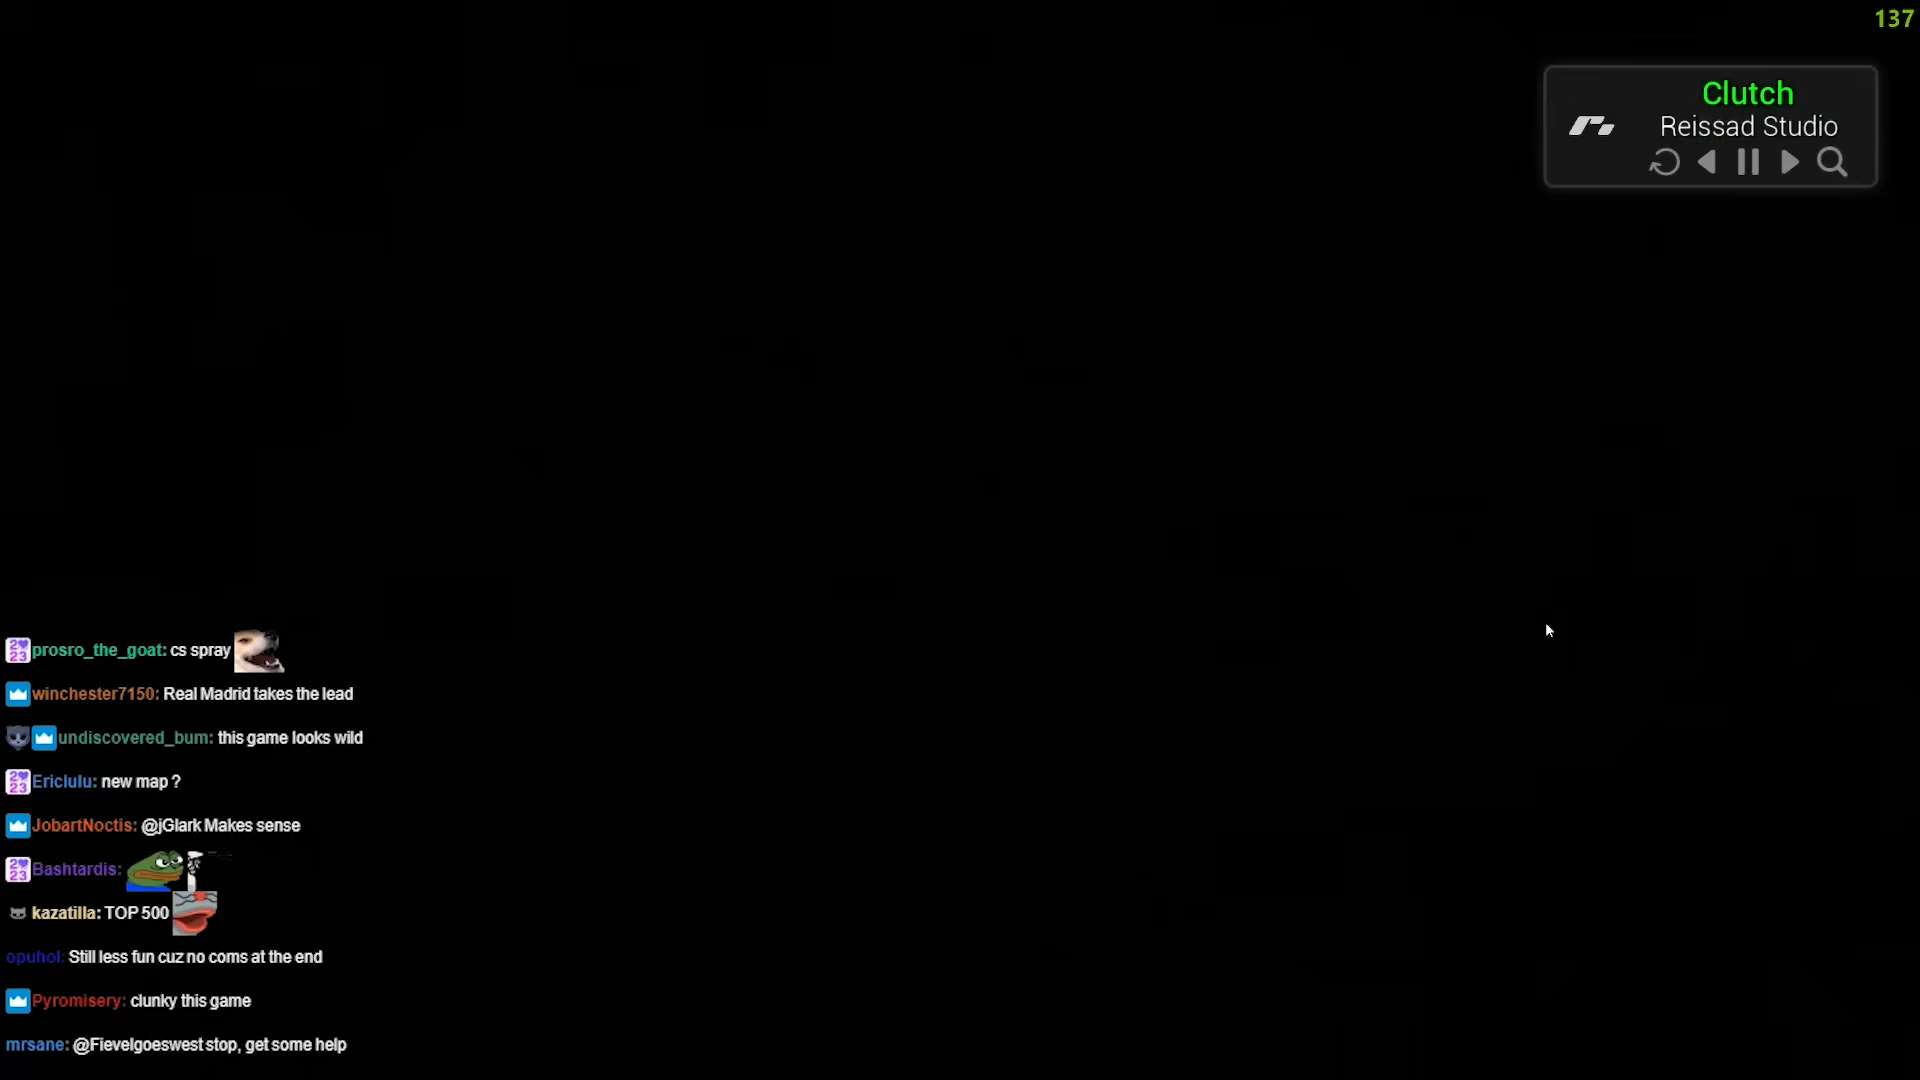 137
Clutch
Reissad Studio
prosro_the_goat: cs spray
winchester7150: Real Madrid takes the lead
undiscovered_bum: this game looks wild
Ericlulu: new map ?
JobartNoctis: @jGlark Makes sense
Bashtardis:
kazatilla: TOP 500
opuhol: Still less fun cuz no coms at the end
Pyromisery: clunky this game
mrsane: @Fievelgoeswest stop, get some help